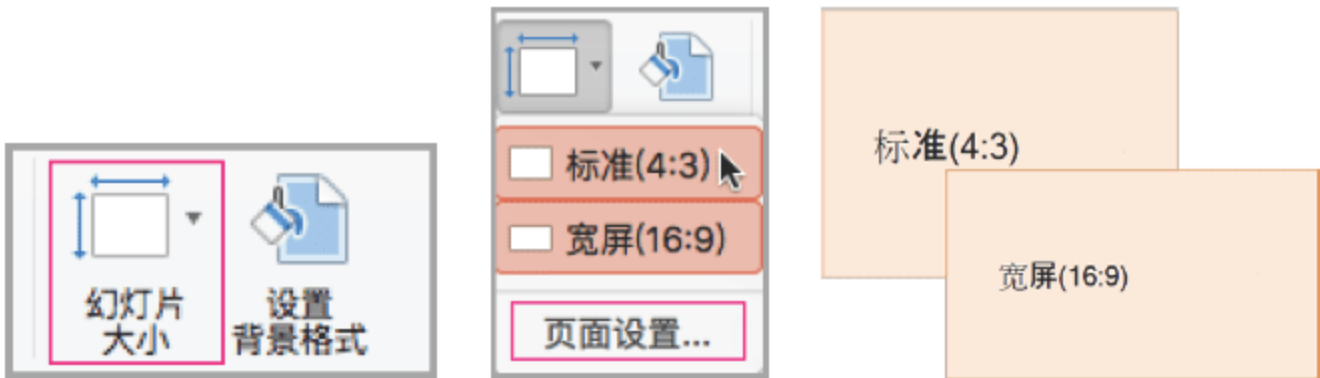 幻灯片
大小
设置
背景格式
标准(4:3)
宽屏(16:9)
页面设置...
标准(4:3)
宽屏(16:9)